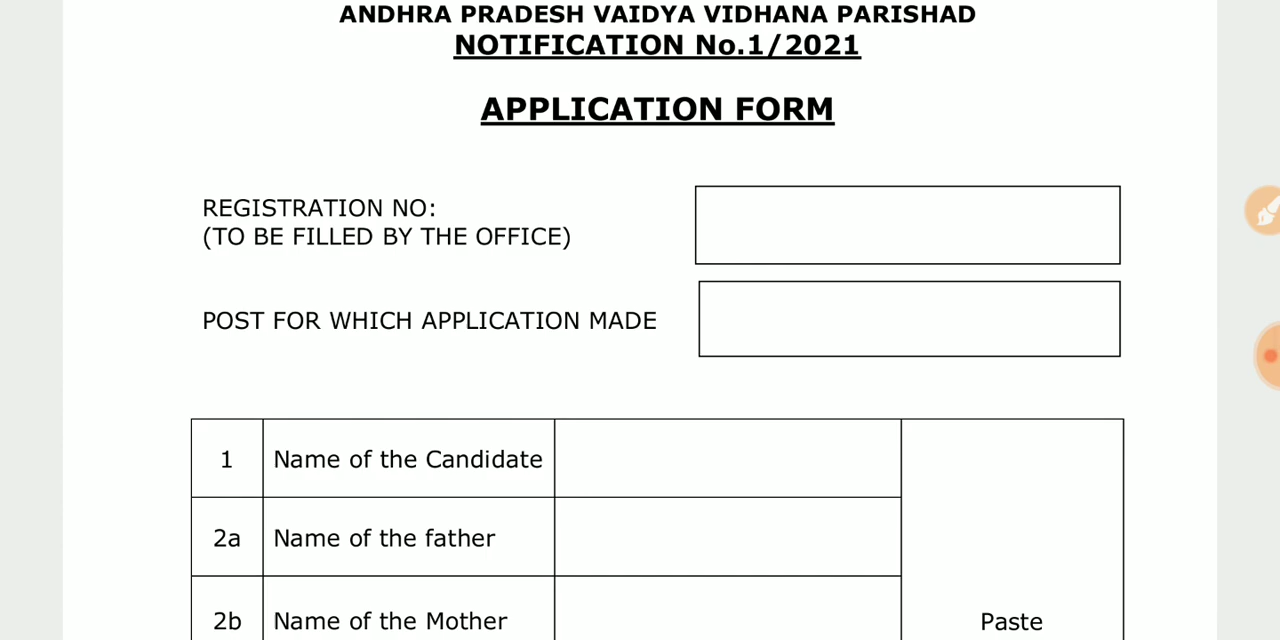 ANDHRA PRADESH VAIDYA VIDHANA PARISHAD
NOTIFICATION No.1/2021
APPLICATION FORM
REGISTRATION NO:
(TO BE FILLED BY THE OFFICE)
POST FOR WHICH APPLICATION MADE
1 Name of the Candidate
2a Name of the father
2b Name of the Mother Paste